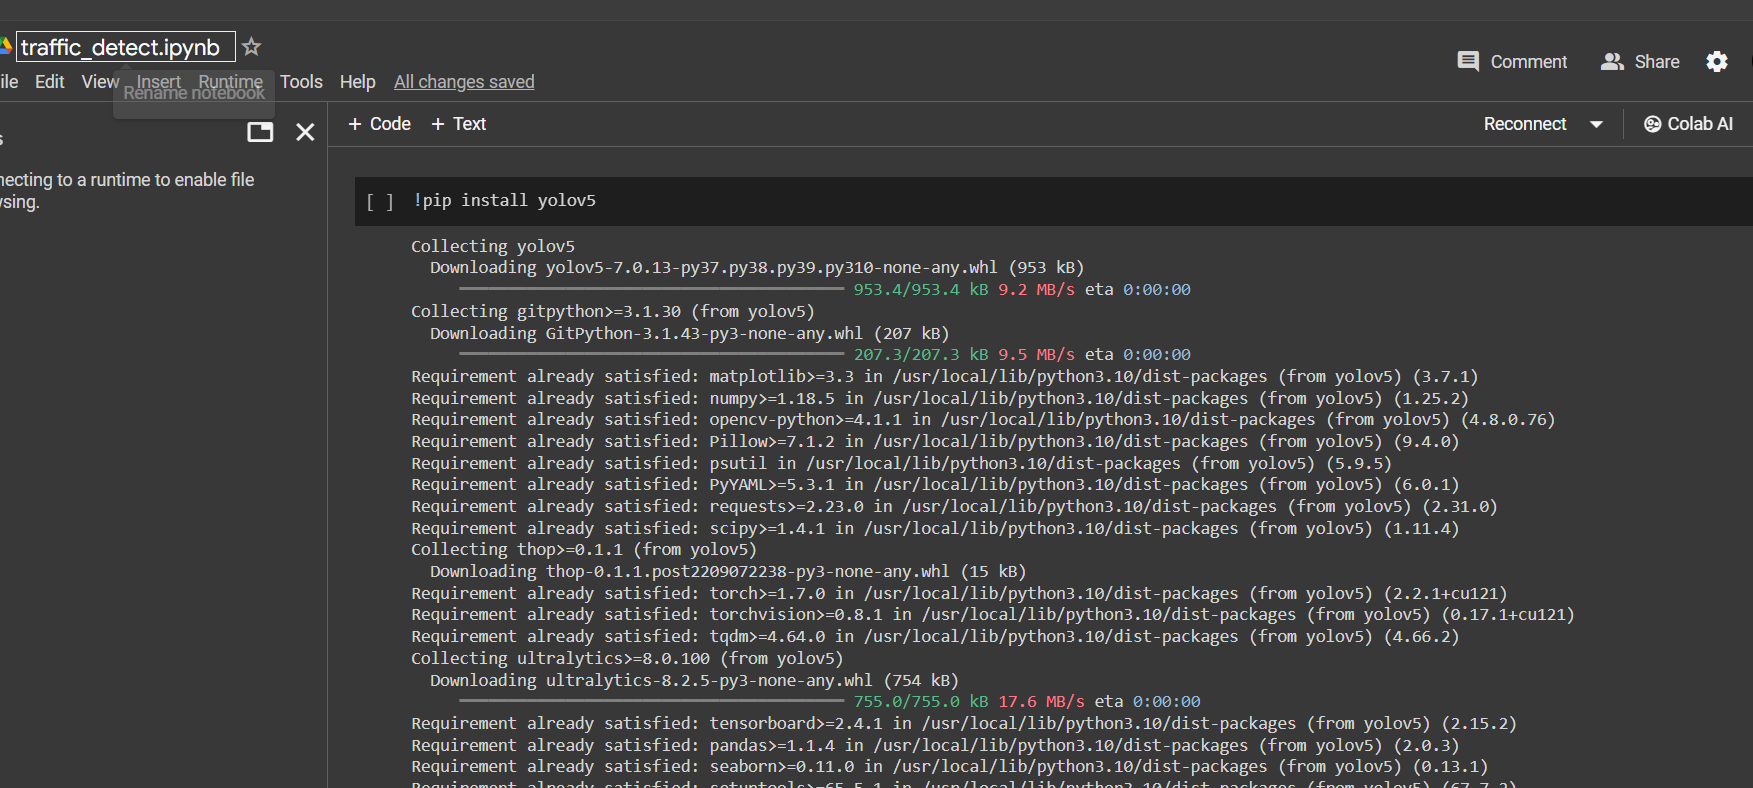 traffic_detect.ipynb
ile Edit View Insert Runtime Tools Help All changes saved
Rename notebook
Comment Share
+ Code + Text
Reconnect Colab AI
s
necting to a runtime to enable file
wsing.
[ ] !pip install yolov5
Collecting yolov5
Downloading yolov5-7.0.13-py37.py38.py39.py310-none-any.whl (953 kB)
953.4/953.4 kB 9.2 MB/s eta 0:00:00
Collecting gitpython>=3.1.30 (from yolov5)
Downloading GitPython-3.1.43-py3-none-any.whl (207 kB)
207.3/207.3 kB 9.5 MB/s eta 0:00:00
Requirement already satisfied: matplotlib>=3.3 in /usr/local/lib/python3.10/dist-packages (from yolov5) (3.7.1)
Requirement already satisfied: numpy>=1.18.5 in /usr/local/lib/python3.10/dist-packages (from yolov5) (1.25.2)
Requirement already satisfied: opencv-python>=4.1.1 in /usr/local/lib/python3.10/dist-packages (from yolov5) (4.8.0.76)
Requirement already satisfied: Pillow>=7.1.2 in /usr/local/lib/python3.10/dist-packages (from yolov5) (9.4.0)
Requirement already satisfied: psutil in /usr/local/lib/python3.10/dist-packages (from yolov5) (5.9.5)
Requirement already satisfied: PyYAML>=5.3.1 in /usr/local/lib/python3.10/dist-packages (from yolov5) (6.0.1)
Requirement already satisfied: requests>=2.23.0 in /usr/local/lib/python3.10/dist-packages (from yolov5) (2.31.0)
Requirement already satisfied: scipy>=1.4.1 in /usr/local/lib/python3.10/dist-packages (from yolov5) (1.11.4)
Collecting thop>=0.1.1 (from yolov5)
Downloading thop-0.1.1.post2209072238-py3-none-any.whl (15 kB)
Requirement already satisfied: torch>=1.7.0 in /usr/local/lib/python3.10/dist-packages (from yolov5) (2.2.1+cu121)
Requirement already satisfied: torchvision>=0.8.1 in /usr/local/lib/python3.10/dist-packages (from yolov5) (0.17.1+cu121)
Requirement already satisfied: tqdm>=4.64.0 in /usr/local/lib/python3.10/dist-packages (from yolov5) (4.66.2)
Collecting ultralytics>=8.0.100 (from yolov5)
Downloading ultralytics-8.2.5-py3-none-any.whl (754 kB)
755.0/755.0 kB 17.6 MB/s eta 0:00:00
Requirement already satisfied: tensorboard>=2.4.1 in /usr/local/lib/python3.10/dist-packages (from yolov5) (2.15.2)
Requirement already satisfied: pandas>=1.1.4 in /usr/local/lib/python3.10/dist-packages (from yolov5) (2.0.3)
Requirement already satisfied: seaborn>=0.11.0 in /usr/local/lib/python3.10/dist-packages (from yolov5) (0.13.1)
Requirement already satisfied: setuptools>=65.5.1 in /usr/local/lib/python3.10/dist-packages (from yolov5) (67.7.2)